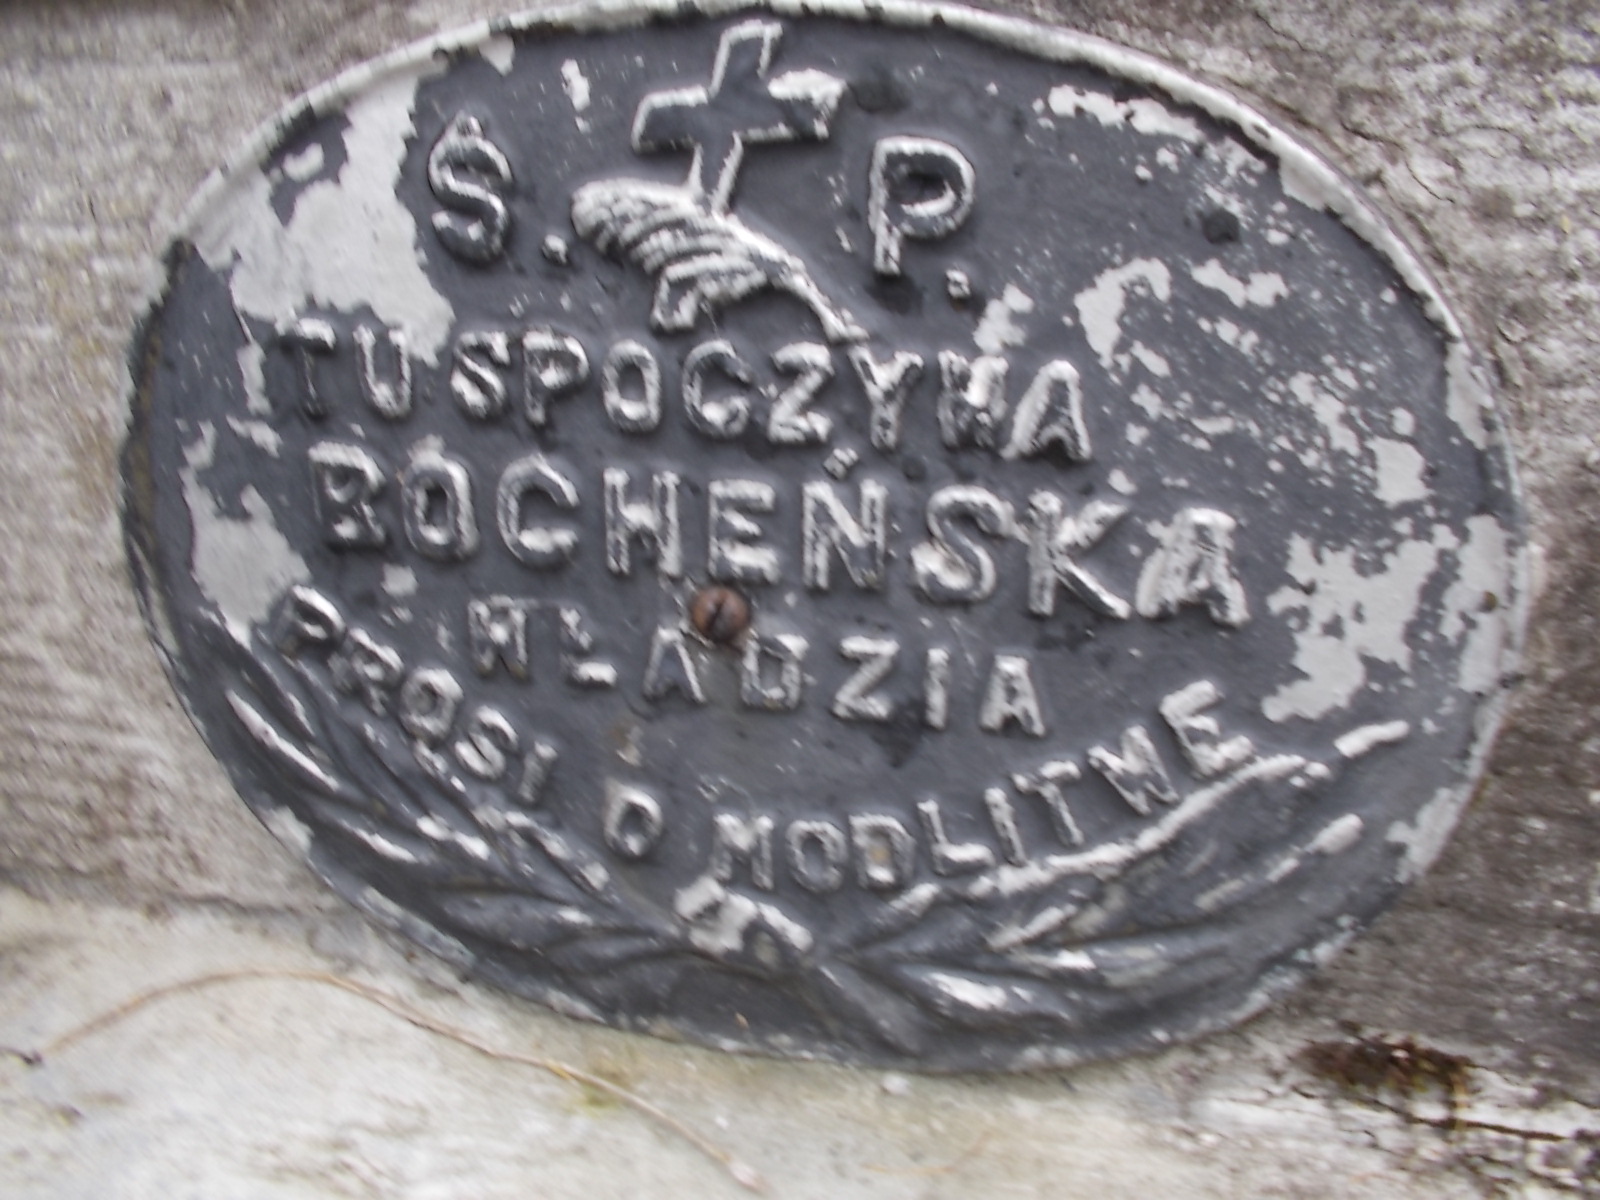 Ś. P.
TU SPOCZYWA
BOCHEŃSKA
WŁADZIA
PROSI O MODLITWE